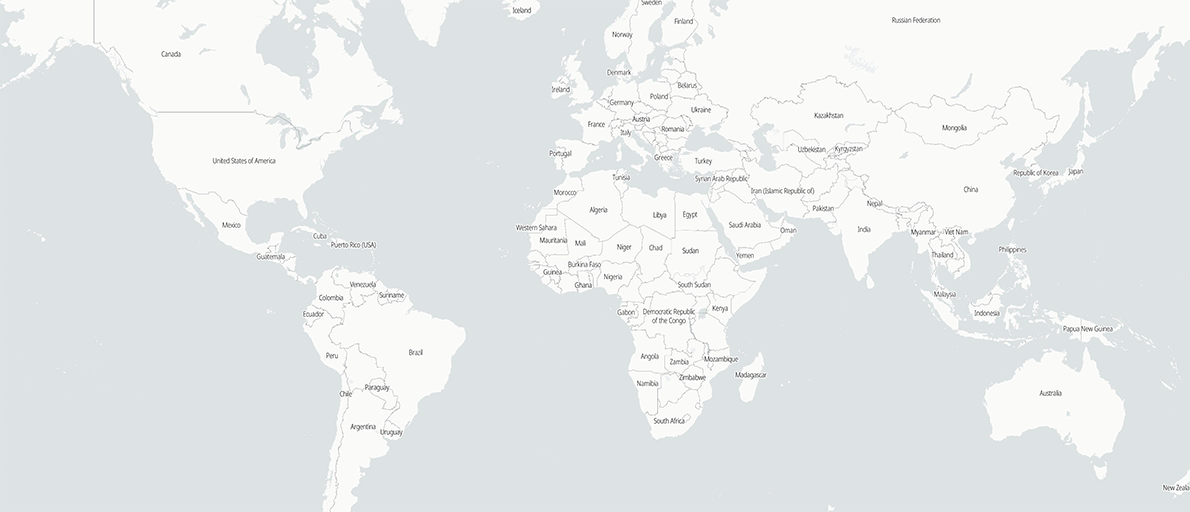 Iceland
Sweden
Finland
Russian Federation
Norway
Canada
Denmark
Ireland
Belarus
Poland
Germany
Ukraine
Kazakhstan
Austria
France
Romania
Mongolia
Italy
Uzbekistan
Kyrgyzstan
Portugal
Greece
Turkey
United States of America
Republic of Korea
Japan
Tunisia
Syrian Arab Republic
Morocco
Iran (Islamic Republic of)
China
Nepal
Algeria
Pakistan
Libya
Egypt
Mexico
Western Sahara
Saudi Arabia
Oman
India
Myanmar
Viet Nam
Cuba
Puerto Rico (USA)
Mauritania
Mali
Niger
Chad
Sudan
Philippines
Guatemala
Yemen
Thailand
Burkina Faso
Guinea
Nigeria
Venezuela
Ghana
South Sudan
Colombia
Suriname
Malaysia
Ecuador
Gabon
Democratic Republic
of the Congo
Kenya
Indonesia
Papua New Guinea
Peru
Brazil
Angola
Zambia
Mozambique
Madagascar
Zimbabwe
Namibia
Paraguay
Chile
Australia
South Africa
Argentina
Uruguay
New Zeala